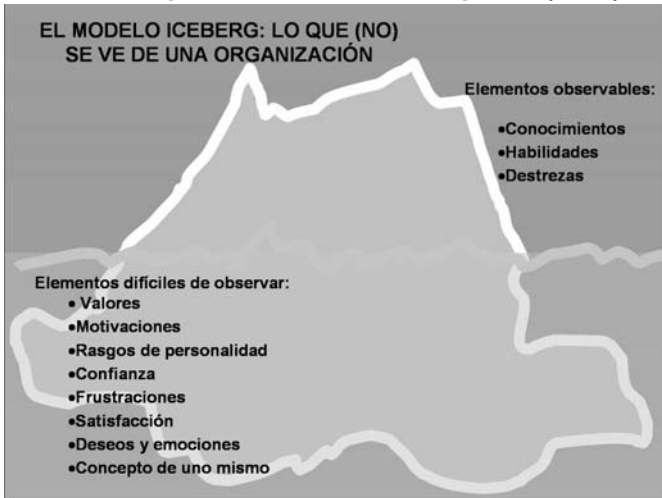 EL MODELO ICEBERG: LO QUE (NO)
SE VE DE UNA ORGANIZACIÓN
Elementos observables:
•Conocimientos
•Habilidades
•Destrezas
Elementos difíciles de observar:
• Valores
•Motivaciones
•Rasgos de personalidad
•Confianza
•Frustraciones
•Satisfacción
•Deseos y emociones
•Concepto de uno mismo